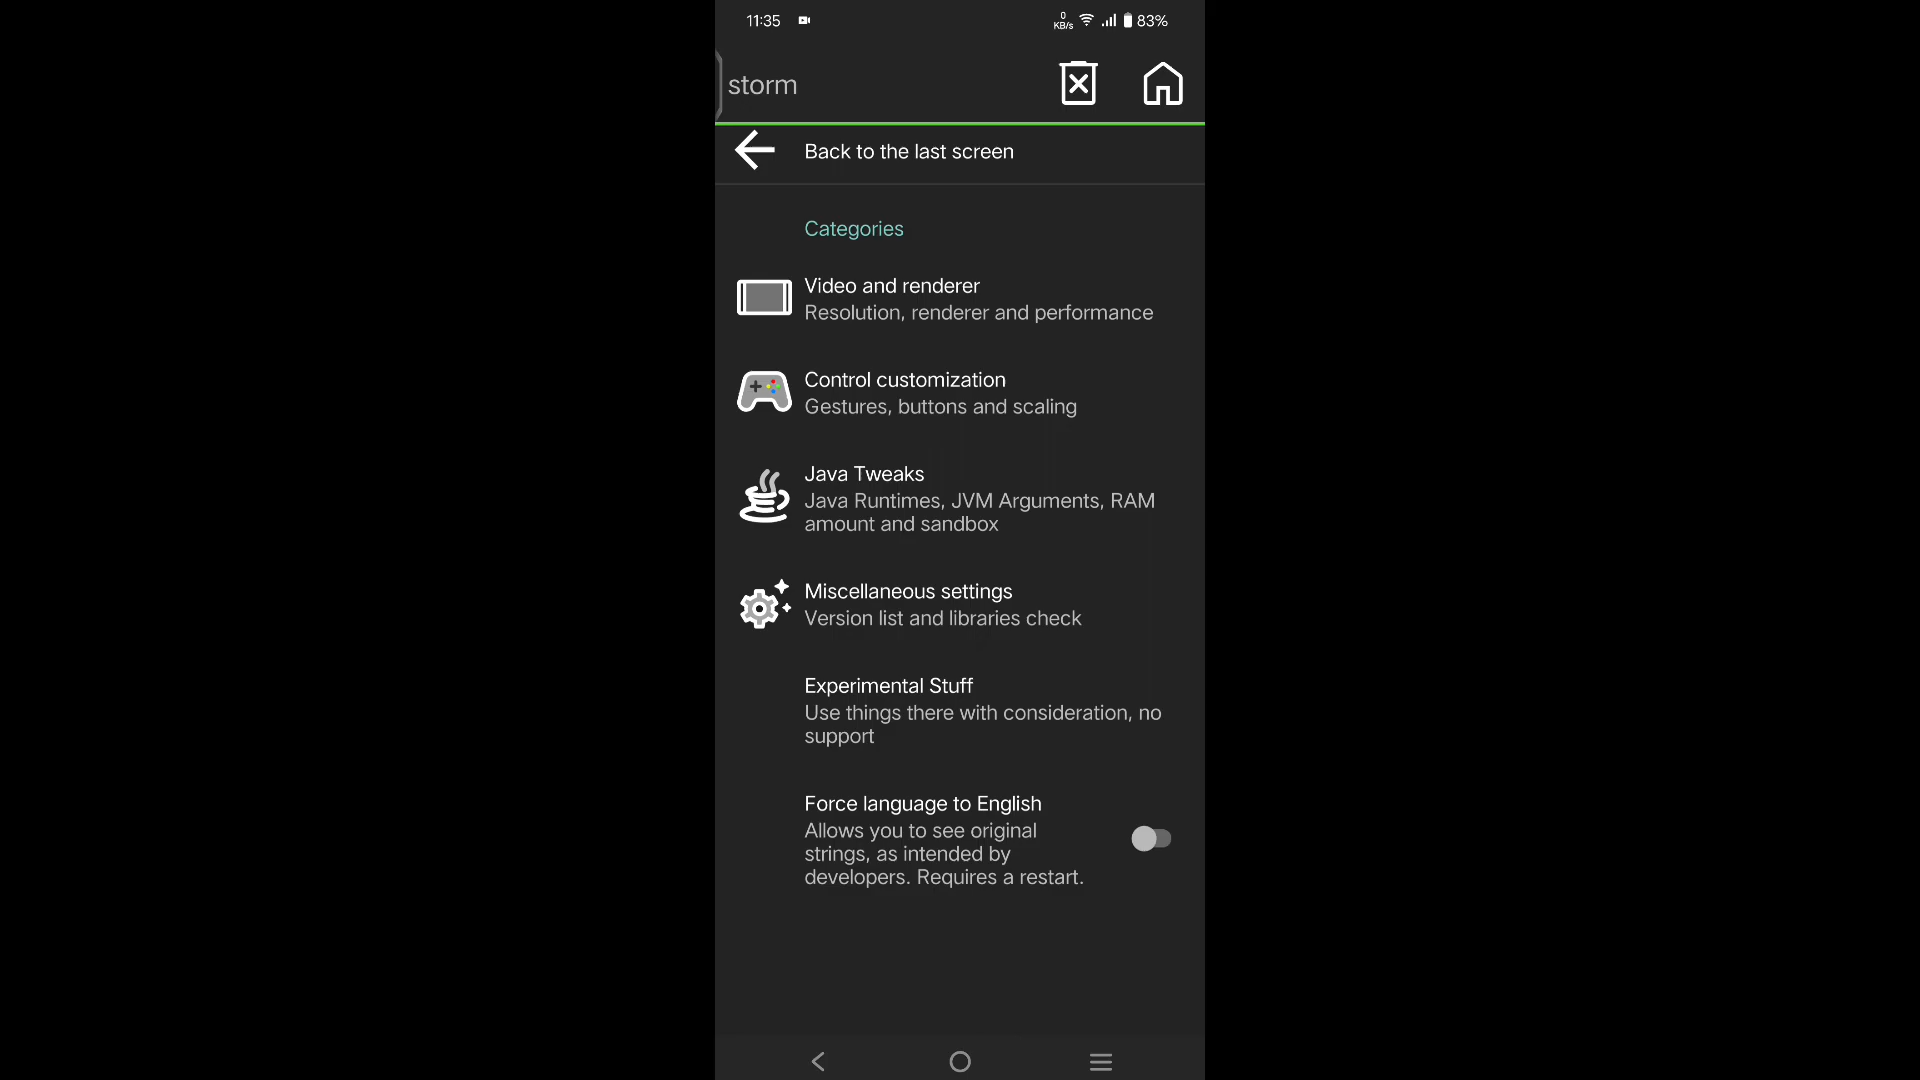 11:35
0
KB/s
83%
storm
Back to the last screen
Categories
Video and renderer
Resolution, renderer and performance
Control customization
Gestures, buttons and scaling
Java Tweaks
Java Runtimes, JVM Arguments, RAM
amount and sandbox
Miscellaneous settings
Version list and libraries check
Experimental Stuff
Use things there with consideration, no
support
Force language to English
Allows you to see original
strings, as intended by
developers. Requires a restart.